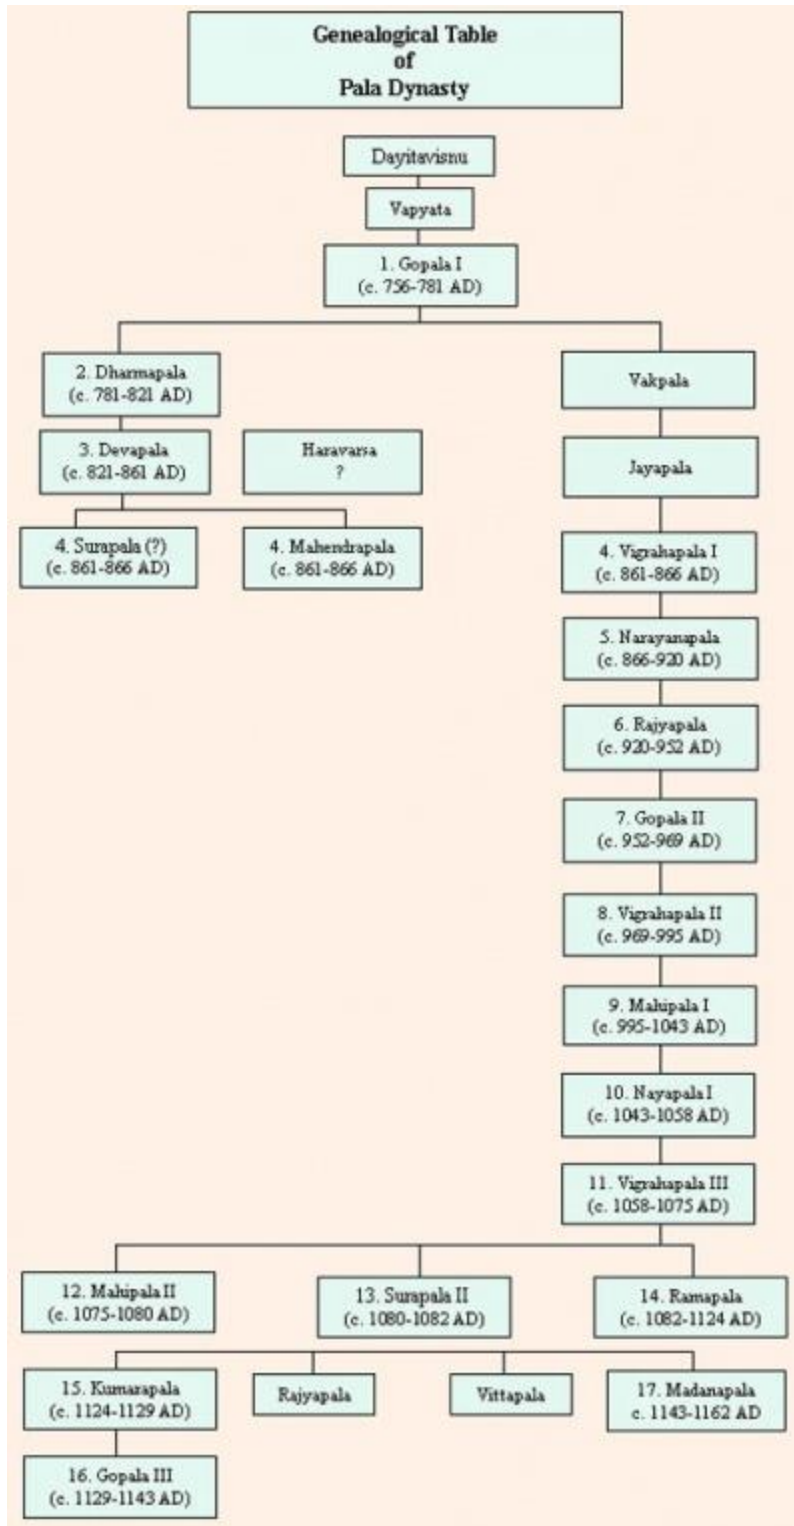 Genealogical Table
of
Pala Dynasty
Dayitavisnu
Vapyata
1. Gopala I
(c. 756-781 AD)
2. Dharmapala
(c. 781-821 AD)
Vakpala
3. Devapala
(c. 821-861 AD)
Haravarsa
?
Jayapala
4. Surapala (?)
(c. 861-866 AD)
4. Mahendrapala
(c. 861-866 AD)
4. Vigrahapala I
(c. 861-866 AD)
5. Narayanapala
(c. 866-920 AD)
6. Rajyapala
(c. 920-952 AD)
7. Gopala II
(c. 952-969 AD)
8. Vigrahapala II
(c. 969-995 AD)
9. Mahipala I
(c. 995-1043 AD)
10. Nayapala I
(c. 1043-1058 AD)
11. Vigrahapala III
(c. 1058-1075 AD)
12. Mahipala II
(c. 1075-1080 AD)
13. Surapala II
(c. 1080-1082 AD)
14. Ramapala
(c. 1082-1124 AD)
15. Kumarapala
(c. 1124-1129 AD)
Rajyapala
Vittapala
17. Madanapala
c. 1143-1162 AD
16. Gopala III
(c. 1129-1143 AD)